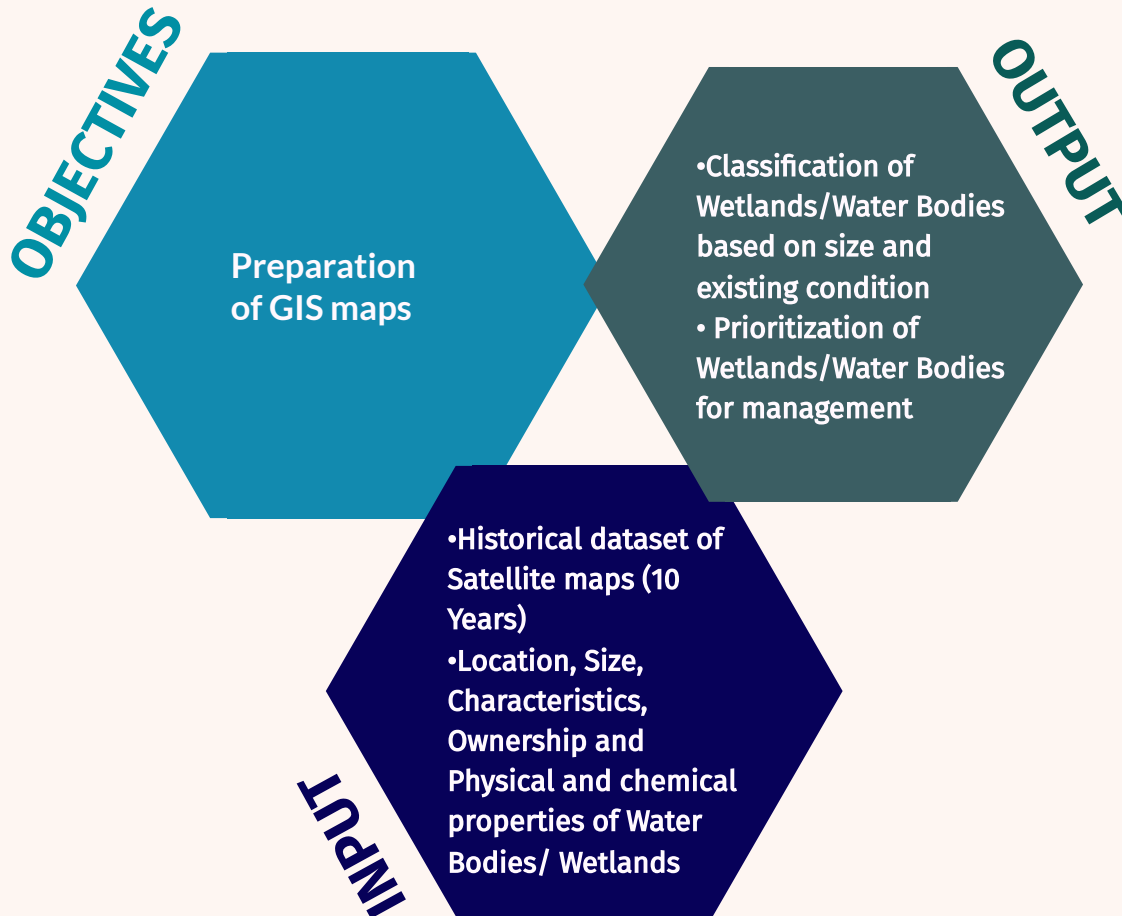 OBJECTIVES
Preparation
of GIS maps
OUTPUT
•Classification of
Wetlands/Water Bodies
based on size and
existing condition
• Prioritization of
Wetlands/Water Bodies
for management
INPUT
•Historical dataset of
Satellite maps (10
Years)
•Location, Size,
Characteristics,
Ownership and
Physical and chemical
properties of Water
Bodies/ Wetlands